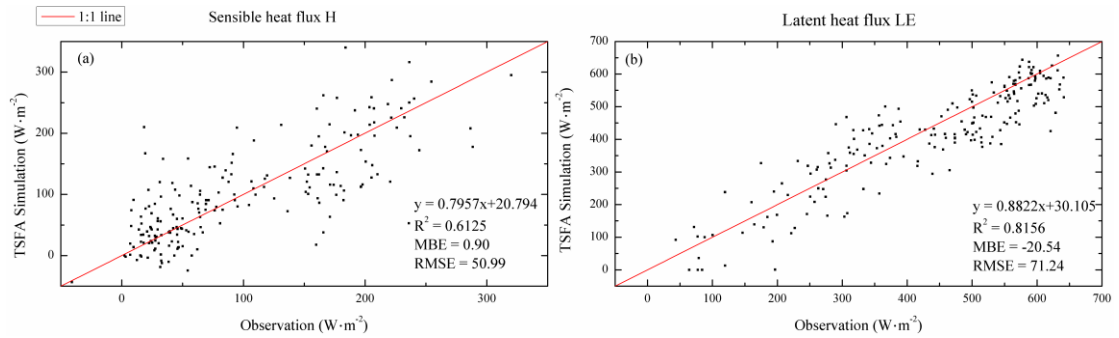 1:1 line
Sensible heat flux H
(a)
TSFA Simulation (W·m-2)
300
200
100
0
0
100
200
300
Observation (W·m-2)
y = 0.7957x+20.794
R2 = 0.6125
MBE = 0.90
RMSE = 50.99
Latent heat flux LE
(b)
TSFA Simulation (W·m-2)
700
600
500
400
300
200
100
0
0
100
200
300
400
500
600
700
Observation (W·m-2)
y = 0.8822x+30.105
R2 = 0.8156
MBE = -20.54
RMSE = 71.24